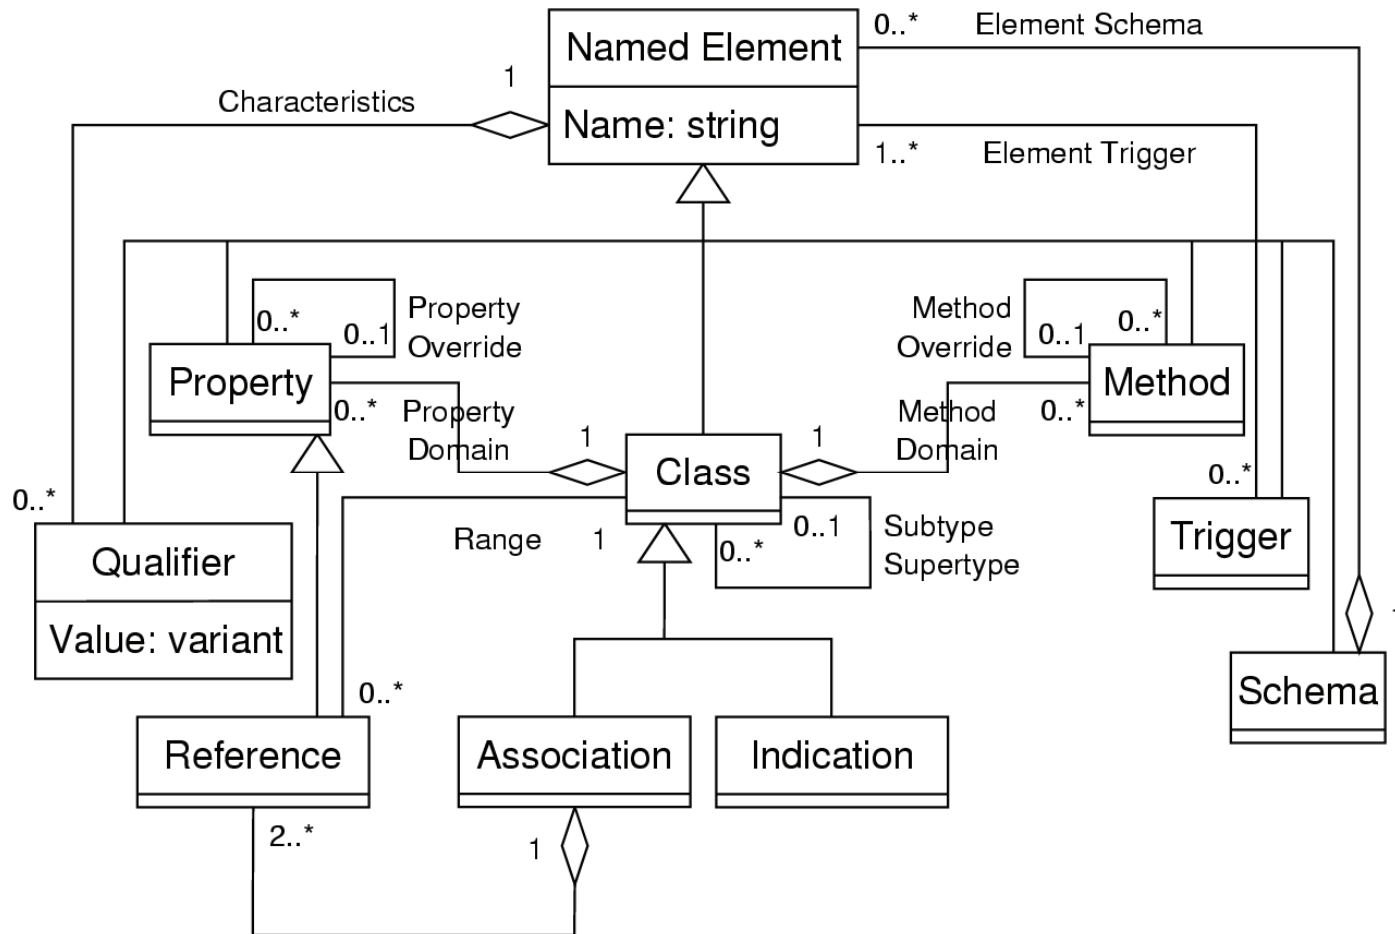 Named Element
Name: string
0..*
Element Schema
1
Characteristics
1..*
Element Trigger
0..*
0..1
Property
Override
Property
0..*
Property
Domain
1
Method
Override
0..1
0..*
Method
0..*
Method
Domain
1
Class
0..*
Qualifier
Value: variant
Range
1
0..*
0..1
Subtype
Supertype
0..*
Trigger
Schema
0..*
Reference
Association
Indication
2..*
1